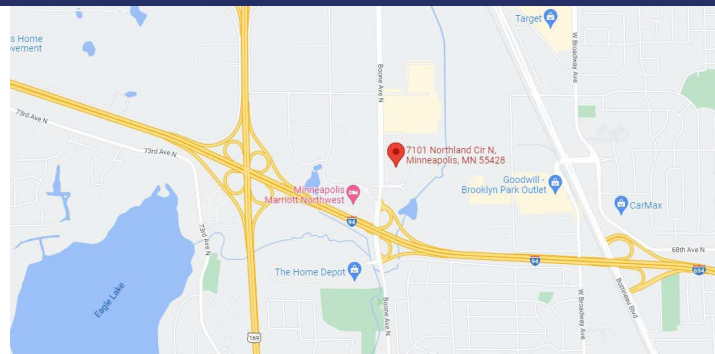 Target
s Home
ovement
Boone Ave N
W Broadway Ave
73rd Ave N
73rd Ave N
7101 Northland Cir N,
Minneapolis, MN 55428
Goodwill -
Brooklyn Park Outlet
Minneapolis
Marriott Northwest
CarMax
94
73rd Ave N
68th Ave N
The Home Depot
94
694
Eagle Lake
Bottineau Blvd
Boone Ave N
W Broadway Ave
169